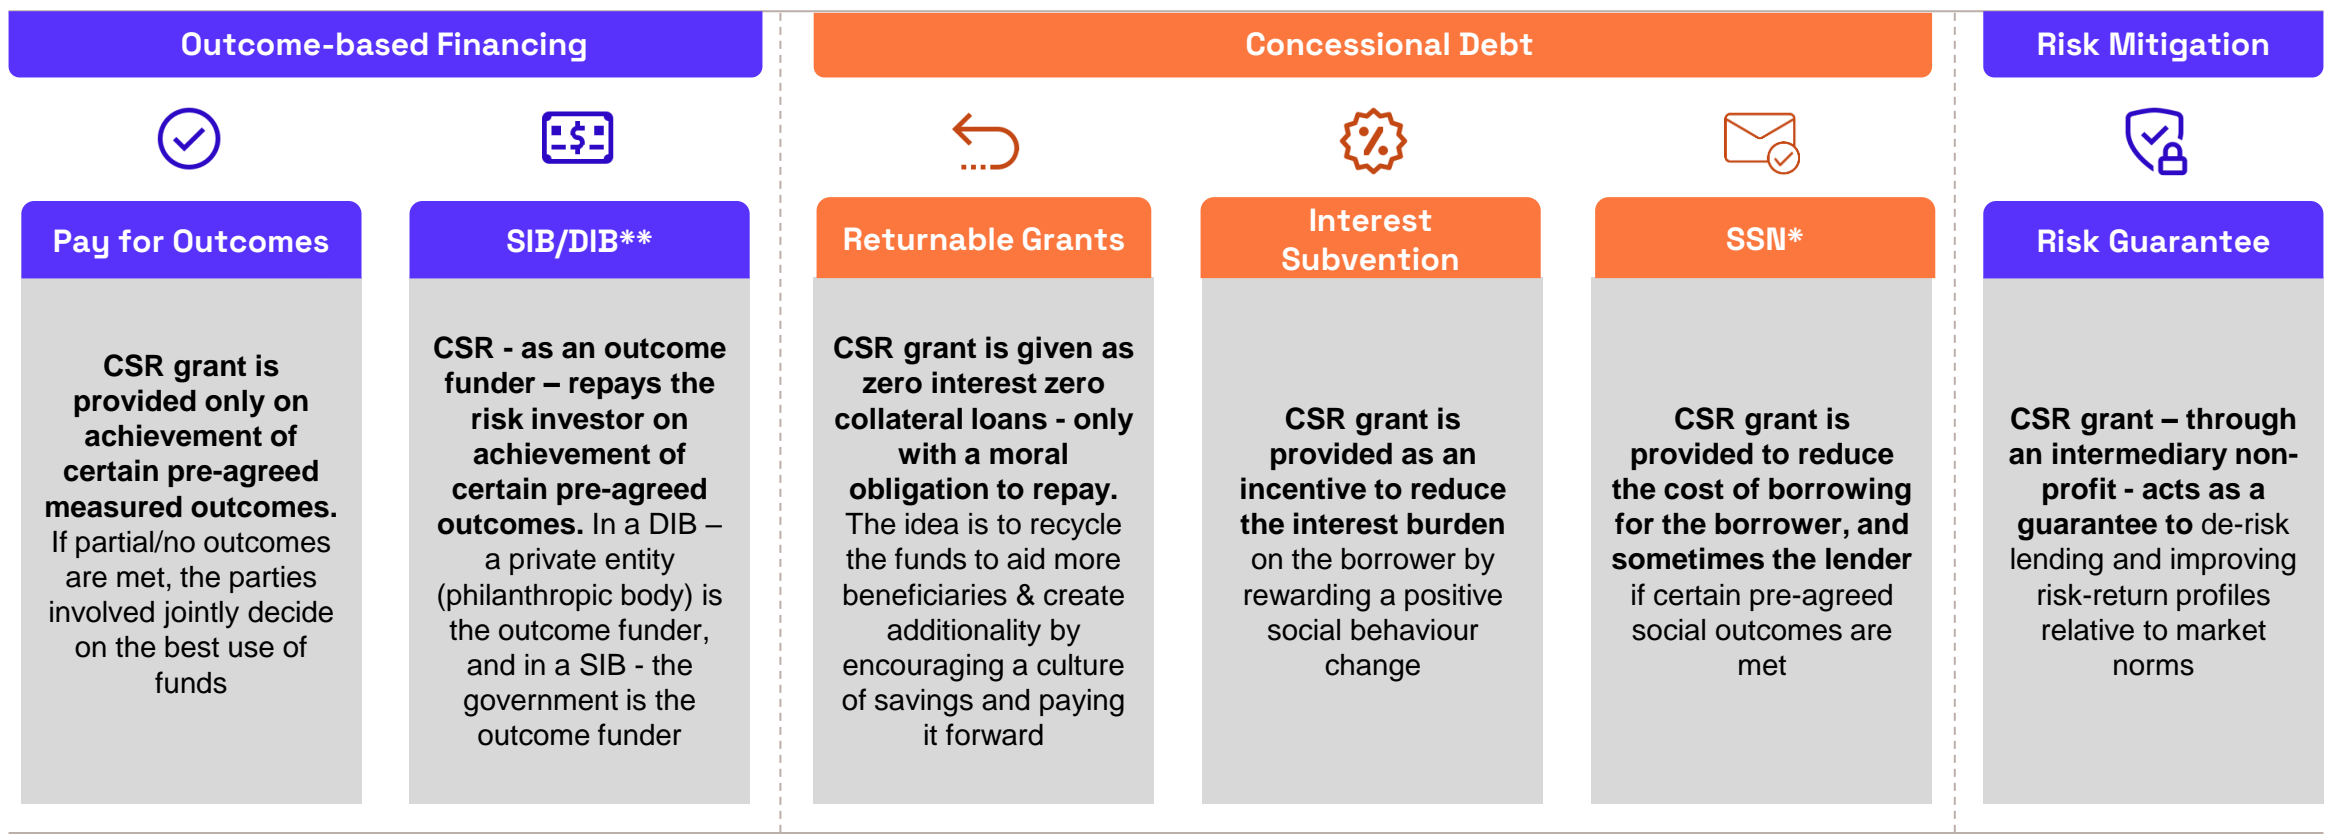 Outcome-based Financing
Concessional Debt
Risk Mitigation
Pay for Outcomes
CSR grant is
provided only on
achievement of
certain pre-agreed
measured outcomes.
If partial/no outcomes
are met, the parties
involved jointly decide
on the best use of
funds
SIB/DIB**
CSR - as an outcome
funder – repays the
risk investor on
achievement of
certain pre-agreed
outcomes. In a DIB –
a private entity
(philanthropic body) is
the outcome funder,
and in a SIB - the
government is the
outcome funder
Returnable Grants
CSR grant is given as
zero interest zero
collateral loans - only
with a moral
obligation to repay.
The idea is to recycle
the funds to aid more
beneficiaries & create
additionality by
encouraging a culture
of savings and paying
it forward
Interest
Subvention
CSR grant is
provided as an
incentive to reduce
the interest burden
on the borrower by
rewarding a positive
social behaviour
change
SSN*
CSR grant is
provided to reduce
the cost of borrowing
for the borrower, and
sometimes the lender
if certain pre-agreed
social outcomes are
met
Risk Guarantee
CSR grant – through
an intermediary non-
profit - acts as a
guarantee to de-risk
lending and improving
risk-return profiles
relative to market
norms